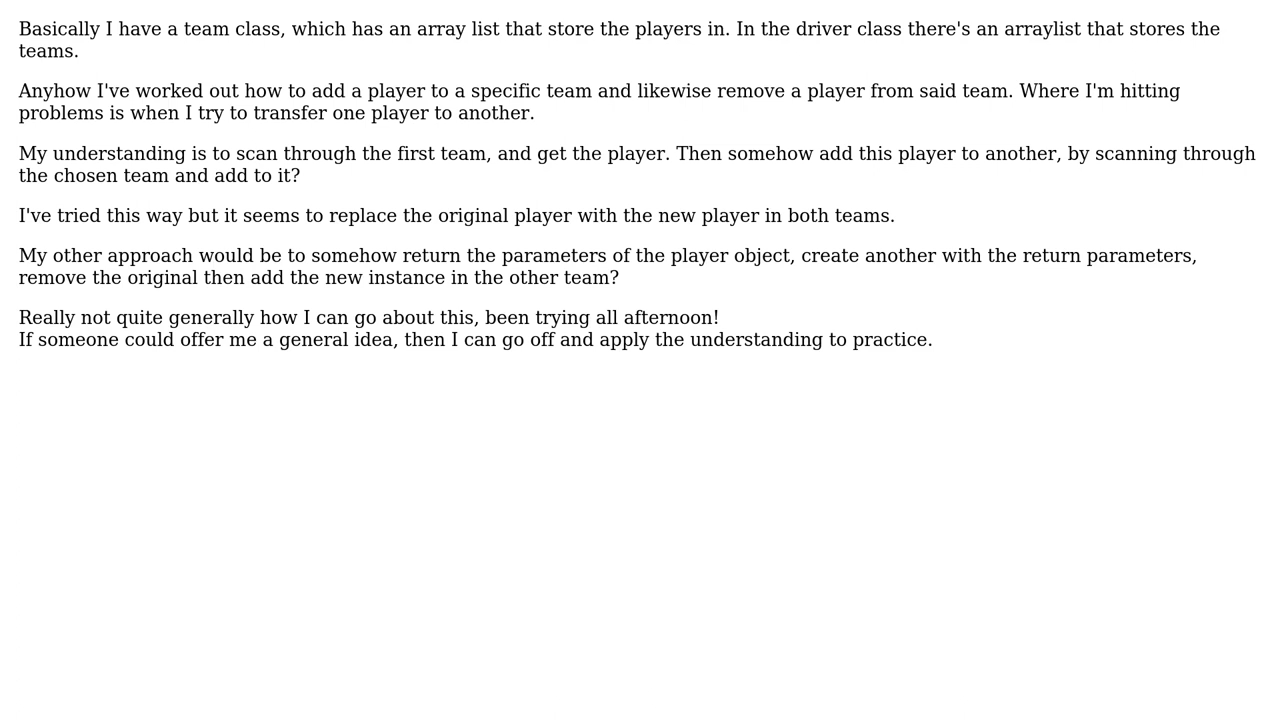 Basically I have a team class, which has an array list that store the players in. In the driver class there's an arraylist that stores the
teams.
Anyhow I've worked out how to add a player to a specific team and likewise remove a player from said team. Where I'm hitting
problems is when I try to transfer one player to another.
My understanding is to scan through the first team, and get the player. Then somehow add this player to another, by scanning through
the chosen team and add to it?
I've tried this way but it seems to replace the original player with the new player in both teams.
My other approach would be to somehow return the parameters of the player object, create another with the return parameters,
remove the original then add the new instance in the other team?
Really not quite generally how I can go about this, been trying all afternoon!
If someone could offer me a general idea, then I can go off and apply the understanding to practice.